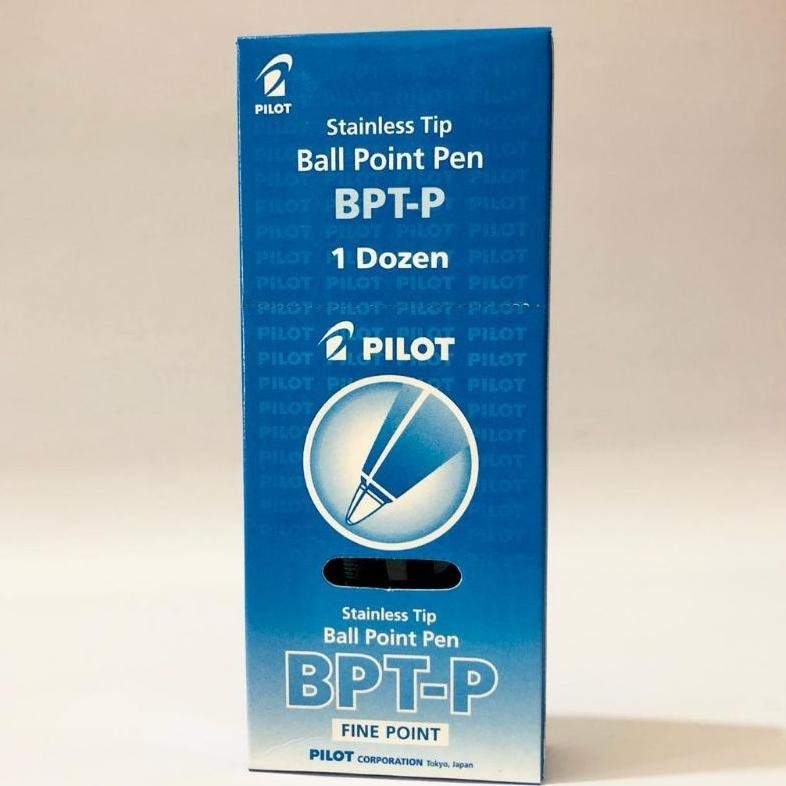 PILOT
Stainless Tip
Ball Point Pen
BPT-P
1 Dozen
PILOT
Stainless Tip
Ball Point Pen
BPT-P
FINE POINT
PILOT CORPORATION Tokyo, Japan